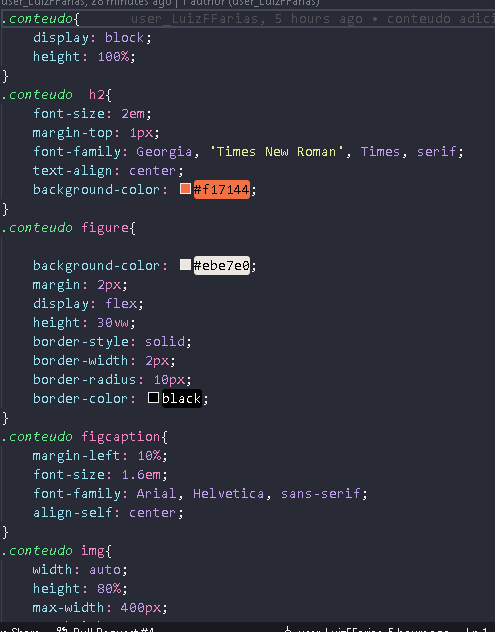 user_LuizFFarias, 28 minutes ago | 1 author (user_LuizFFarias)
.conteudo{ user_LuizFFarias, 5 hours ago • conteudo adici
display: block;
height: 100%;
}
.conteudo  h2{
font-size: 2em;
margin-top: 1px;
font-family: Georgia, 'Times New Roman', Times, serif;
text-align: center;
background-color: #f17144;
}
.conteudo figure{
background-color: #ebe7e0;
margin: 2px;
display: flex;
height: 30vw;
border-style: solid;
border-width: 2px;
border-radius: 10px;
border-color: black;
}
.conteudo figcaption{
margin-left: 10%;
font-size: 1.6em;
font-family: Arial, Helvetica, sans-serif;
align-self: center;
}
.conteudo img{
width: auto;
height: 80%;
max-width: 400px;
Share Pull Request #4 user_LuizFFarias, 5 hours ago Ln 1